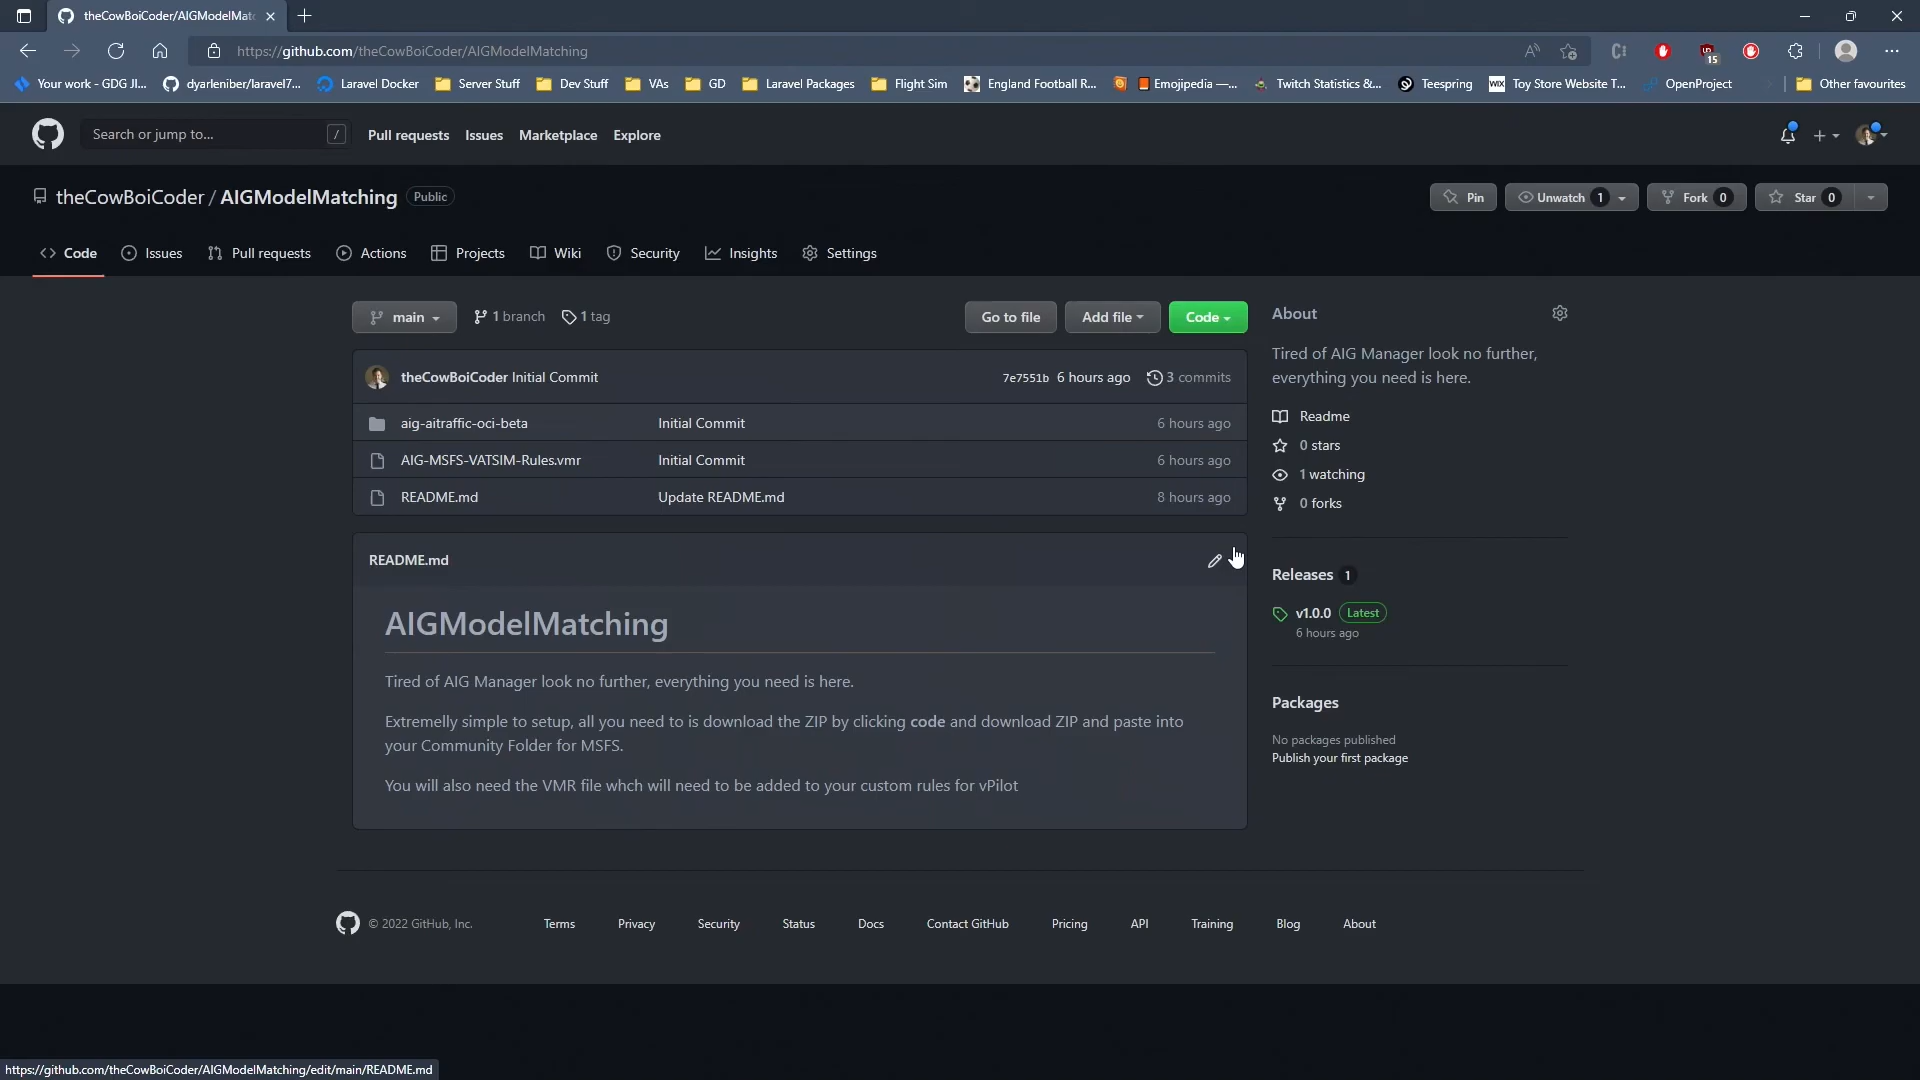 theCowBoiCoder/AIGModelMatc
https://github.com/theCowBoiCoder/AIGModelMatching
15
Your work - GDG JI...
dyarleniber/laravel7...
Laravel Docker
Server Stuff
Dev Stuff
VAs
GD
Laravel Packages
Flight Sim
England Football R...
Emojipedia —...
Twitch Statistics &...
Teespring
WIX
Toy Store Website T...
OpenProject
Other favourites
Search or jump to...
/
Pull requests
Issues
Marketplace
Explore
theCowBoiCoder / AIGModelMatching
Public
Pin
Unwatch 1
Fork 0
Star 0
Code
Issues
Pull requests
Actions
Projects
Wiki
Security
Insights
Settings
main
1 branch
1 tag
Go to file
Add file
Code
About
Tired of AIG Manager look no further,
everything you need is here.
theCowBoiCoder Initial Commit
7e7551b 6 hours ago
3 commits
aig-aitraffic-oci-beta
Initial Commit
6 hours ago
AIG-MSFS-VATSIM-Rules.vmr
Initial Commit
6 hours ago
README.md
Update README.md
8 hours ago
Readme
0 stars
1 watching
0 forks
README.md
AIGModelMatching
Tired of AIG Manager look no further, everything you need is here.
Extremelly simple to setup, all you need to is download the ZIP by clicking code and download ZIP and paste into
your Community Folder for MSFS.
You will also need the VMR file whch will need to be added to your custom rules for vPilot
Releases 1
v1.0.0
Latest
6 hours ago
Packages
No packages published
Publish your first package
© 2022 GitHub, Inc.
Terms
Privacy
Security
Status
Docs
Contact GitHub
Pricing
API
Training
Blog
About
https://github.com/theCowBoiCoder/AIGModelMatching/edit/main/README.md